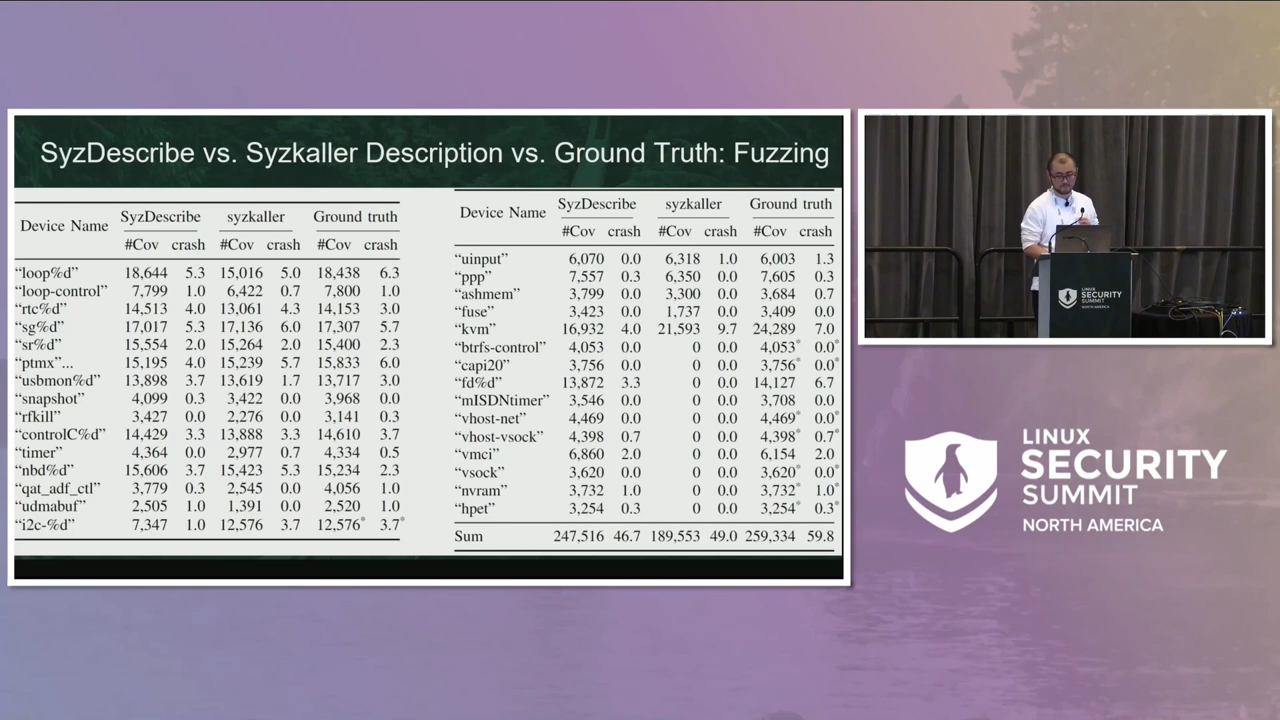 SyzDescribe vs. Syzkaller Description vs. Ground Truth: Fuzzing
Device Name SyzDescribe syzkaller Ground truth
#Cov crash #Cov crash #Cov crash
“loop%d” 18,644 5.3 15,016 5.0 18,438 6.3
“loop-control” 7,799 1.0 6,422 0.7 7,800 1.0
“rtc%d” 14,513 4.0 13,061 4.3 14,153 3.0
“sg%d” 17,017 5.3 17,136 6.0 17,307 5.7
“sr%d” 15,554 2.0 15,264 2.0 15,400 2.3
“ptmx”... 15,195 4.0 15,239 5.7 15,833 6.0
“usbmon%d” 13,898 3.7 13,619 1.7 13,717 3.0
“snapshot” 4,099 0.3 3,422 0.0 3,968 0.0
“rfkill” 3,427 0.0 2,276 0.0 3,141 0.3
“controlC%d” 14,429 3.3 13,888 3.3 14,610 3.7
“timer” 4,364 0.0 2,977 0.7 4,334 0.5
“nbd%d” 15,606 3.7 15,423 5.3 15,234 2.3
“qat_adf_ctl” 3,779 0.3 2,545 0.0 4,056 1.0
“udmabuf” 2,505 1.0 1,391 0.0 2,520 1.0
“i2c-%d” 7,347 1.0 12,576 3.7 12,576* 3.7*
Device Name SyzDescribe syzkaller Ground truth
#Cov crash #Cov crash #Cov crash
“uinput” 6,070 0.0 6,318 1.0 6,003 1.3
“ppp” 7,557 0.3 6,350 0.0 7,605 0.3
“ashmem” 3,799 0.0 3,300 0.0 3,684 0.7
“fuse” 3,423 0.0 1,737 0.0 3,409 0.0
“kvm” 16,932 4.0 21,593 9.7 24,289 7.0
“btrfs-control” 4,053 0.0 0 0.0 4,053* 0.0*
“capi20” 3,756 0.0 0 0.0 3,756* 0.0*
“fd%d” 13,872 3.3 0 0.0 14,127 6.7
“mISDNtimer” 3,546 0.0 0 0.0 3,708 0.0
“vhost-net” 4,469 0.0 0 0.0 4,469* 0.0*
“vhost-vsock” 4,398 0.7 0 0.0 4,398* 0.7*
“vmci” 6,860 2.0 0 0.0 6,154 2.0
“vsock” 3,620 0.0 0 0.0 3,620* 0.0*
“nvram” 3,732 1.0 0 0.0 3,732* 1.0*
“hpet” 3,254 0.3 0 0.0 3,254* 0.3*
Sum 247,516 46.7 189,553 49.0 259,334 59.8
LINUX
SECURITY
SUMMIT
NORTH AMERICA
LINUX
SECURITY
SUMMIT
NORTH AMERICA